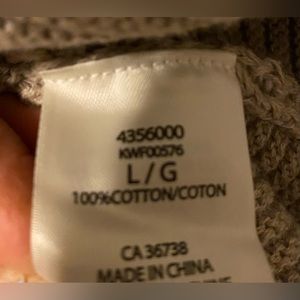 4356000
KWF00576
L/G
100%COTTON/COTON
CA 36738
MADE IN CHINA